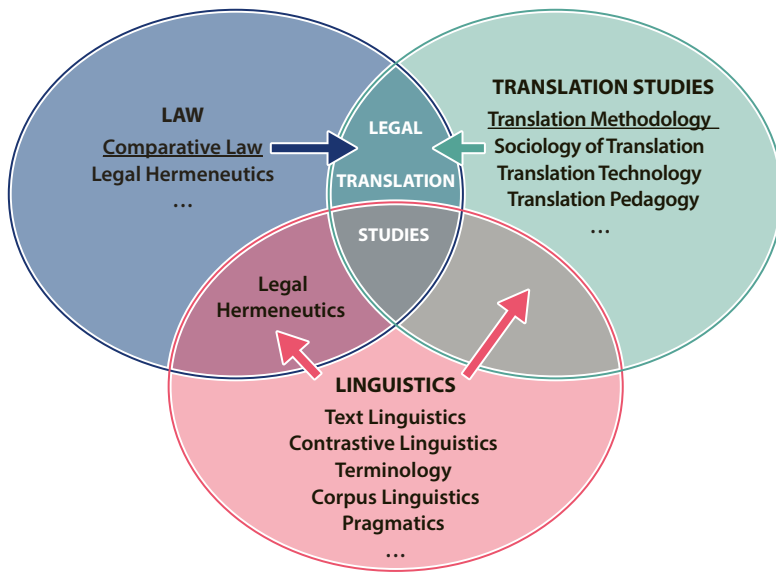 LAW
Comparative Law
Legal Hermeneutics
…
LEGAL
TRANSLATION
STUDIES
TRANSLATION STUDIES
Translation Methodology
Sociology of Translation
Translation Technology
Translation Pedagogy
…
Legal
Hermeneutics
LINGUISTICS
Text Linguistics
Contrastive Linguistics
Terminology
Corpus Linguistics
Pragmatics
…